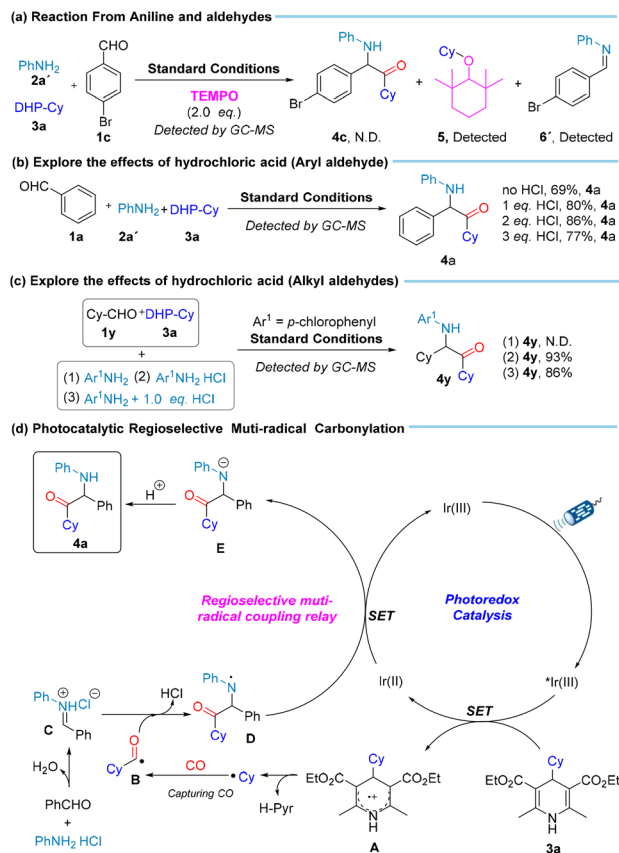 (a) Reaction From Aniline and aldehydes
PhNH2
2a´
+
DHP-Cy
3a
CHO
Br
1c
Standard Conditions
TEMPO
(2.0 eq.)
Detected by GC-MS
Ph
NH
O
Br
Cy
4c, N.D.
+
Cy
O
N
5, Detected
+
Ph
N
Br
6´, Detected
(b) Explore the effects of hydrochloric acid (Aryl aldehyde)
OHC
1a
+ PhNH2 + DHP-Cy
2a´ 3a
Standard Conditions
Detected by GC-MS
Ph
NH
O
Cy
4a
no HCl, 69%, 4a
1 eq. HCl, 80%, 4a
2 eq. HCl, 86%, 4a
3 eq. HCl, 77%, 4a
(c) Explore the effects of hydrochloric acid (Alkyl aldehydes)
Cy-CHO + DHP-Cy
1y 3a
+
(1) Ar1NH2 (2) Ar1NH2 HCl
(3) Ar1NH2 + 1.0 eq. HCl
Ar1 = p-chlorophenyl
Standard Conditions
Detected by GC-MS
Ar1
NH
Cy
O
4y Cy
(1) 4y, N.D.
(2) 4y, 93%
(3) 4y, 86%
(d) Photocatalytic Regioselective Muti-radical Carbonylation
Ph
NH
O
Ph
Cy
4a
H+
Ph
N−
O
Ph
Cy
E
Ir(III)
Regioselective muti-
radical coupling relay
SET
Photoredox
Catalysis
Ir(II)
*Ir(III)
SET
Ph
+
NHCl−
Ph
C
HCl
O
Cy
B
Ph
N
O
Ph
Cy
D
H2O
PhCHO
+
PhNH2 HCl
CO
Capturing CO
•Cy
H-Pyr
Cy
EtO2C CO2Et
•+
N
H
A
Cy
EtO2C CO2Et
N
H
3a